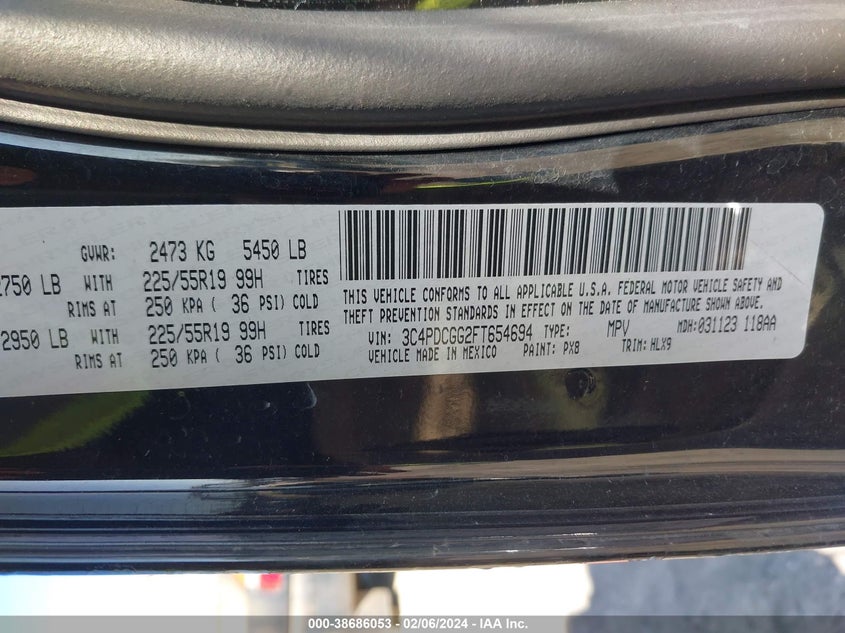 GVWR: 2473 KG 5450 LB
2750 LB WITH 225/55R19 99H TIRES
RIMS AT 250 KPA ( 36 PSI) COLD
2950 LB WITH 225/55R19 99H TIRES
RIMS AT 250 KPA ( 36 PSI) COLD
THIS VEHICLE CONFORMS TO ALL APPLICABLE U.S.A. FEDERAL MOTOR VEHICLE SAFETY AND
THEFT PREVENTION STANDARDS IN EFFECT ON THE DATE OF MANUFACTURE SHOWN ABOVE.
VIN: 3C4PDCGG2FT654694 TYPE: MPV MDH: 031123 118AA
VEHICLE MADE IN MEXICO PAINT: PX8 TRIM: HLX9
000-38686053 - 02/06/2024 - IAA Inc.